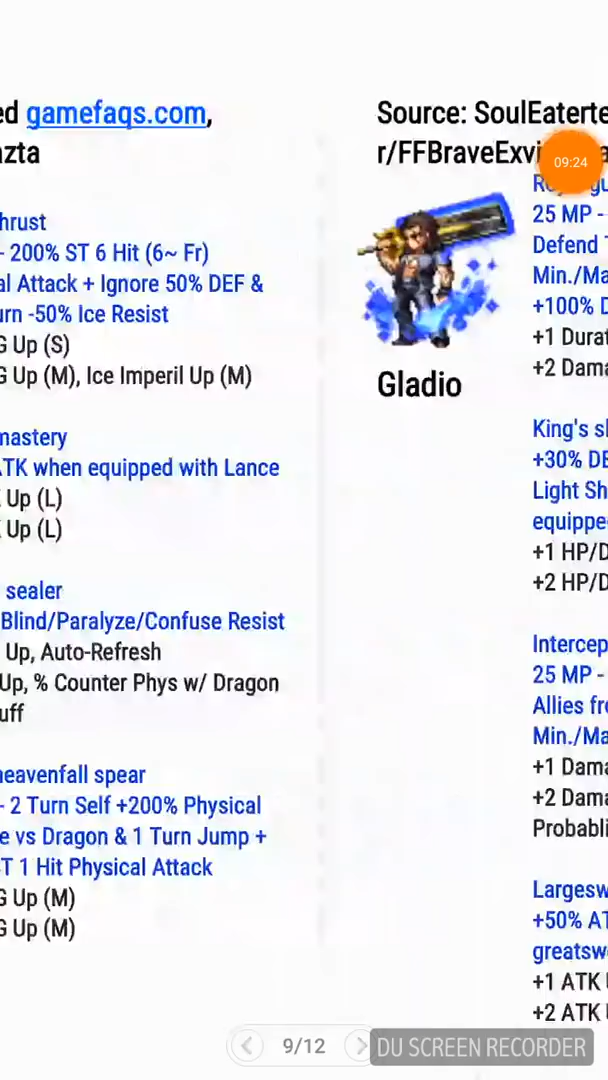 ed gamefaqs.com,
azta
hrust
- 200% ST 6 Hit (6~ Fr)
al Attack + Ignore 50% DEF &
urn -50% Ice Resist
G Up (S)
G Up (M), Ice Imperil Up (M)
mastery
ATK when equipped with Lance
Up (L)
Up (L)
sealer
Blind/Paralyze/Confuse Resist
Up, Auto-Refresh
Up, % Counter Phys w/ Dragon
uff
heavenfall spear
- 2 Turn Self +200% Physical
e vs Dragon & 1 Turn Jump +
ST 1 Hit Physical Attack
G Up (M)
G Up (M)
Source: SoulEaterte
r/FFBraveExvi
09:24
Gladio
25 MP -
Defend
Min./Ma
+100% D
+1 Durat
+2 Dama
King's sh
+30% DE
Light Sh
equipped
+1 HP/D
+2 HP/D
Intercep
25 MP -
Allies fro
Min./Ma
+1 Dama
+2 Dama
Probabli
Largesw
+50% AT
greatswo
+1 ATK
+2 ATK
9/12
DU SCREEN RECORDER